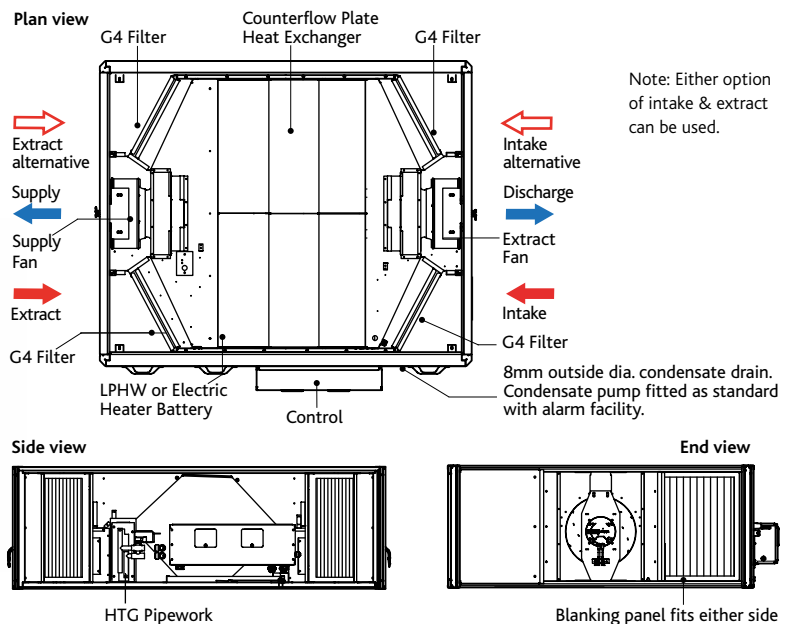 Plan view
G4 Filter
Counterflow Plate
Heat Exchanger
G4 Filter
Note: Either option
of intake & extract
can be used.
Extract
alternative
Intake
alternative
Supply
Discharge
Supply
Fan
Extract
Fan
Extract
Intake
G4 Filter
G4 Filter
LPHW or Electric
Heater Battery
Control
8mm outside dia. condensate drain.
Condensate pump fitted as standard
with alarm facility.
Side view
End view
HTG Pipework
Blanking panel fits either side